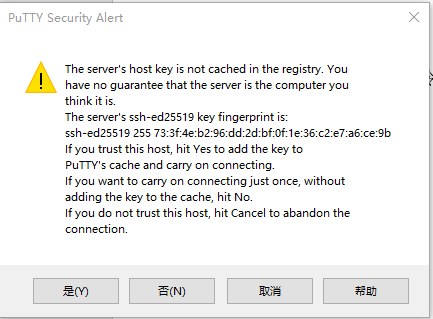 PuTTY Security Alert
The server's host key is not cached in the registry. You
have no guarantee that the server is the computer you
think it is.
The server's ssh-ed25519 key fingerprint is:
ssh-ed25519 255 73:3f:4e:b2:96:dd:2d:bf:0f:1e:36:c2:e7:a6:ce:9b
If you trust this host, hit Yes to add the key to
PuTTY's cache and carry on connecting.
If you want to carry on connecting just once, without
adding the key to the cache, hit No.
If you do not trust this host, hit Cancel to abandon the
connection.
是(Y) 否(N) 取消 帮助